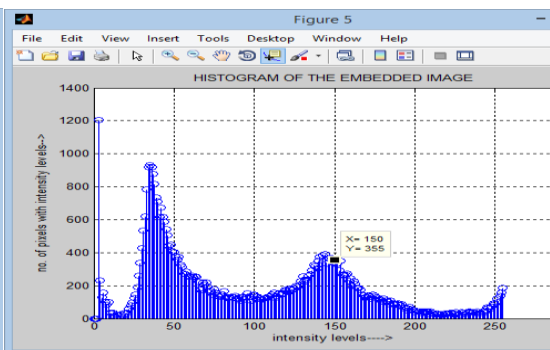 Figure 5
File Edit View Insert Tools Desktop Window Help
HISTOGRAM OF THE EMBEDDED IMAGE
1400
1200
1000
800
600
400
200
0
no. of pixels with intensity levels-->
X= 150
Y= 355
0 50 100 150 200 250
intensity levels---->